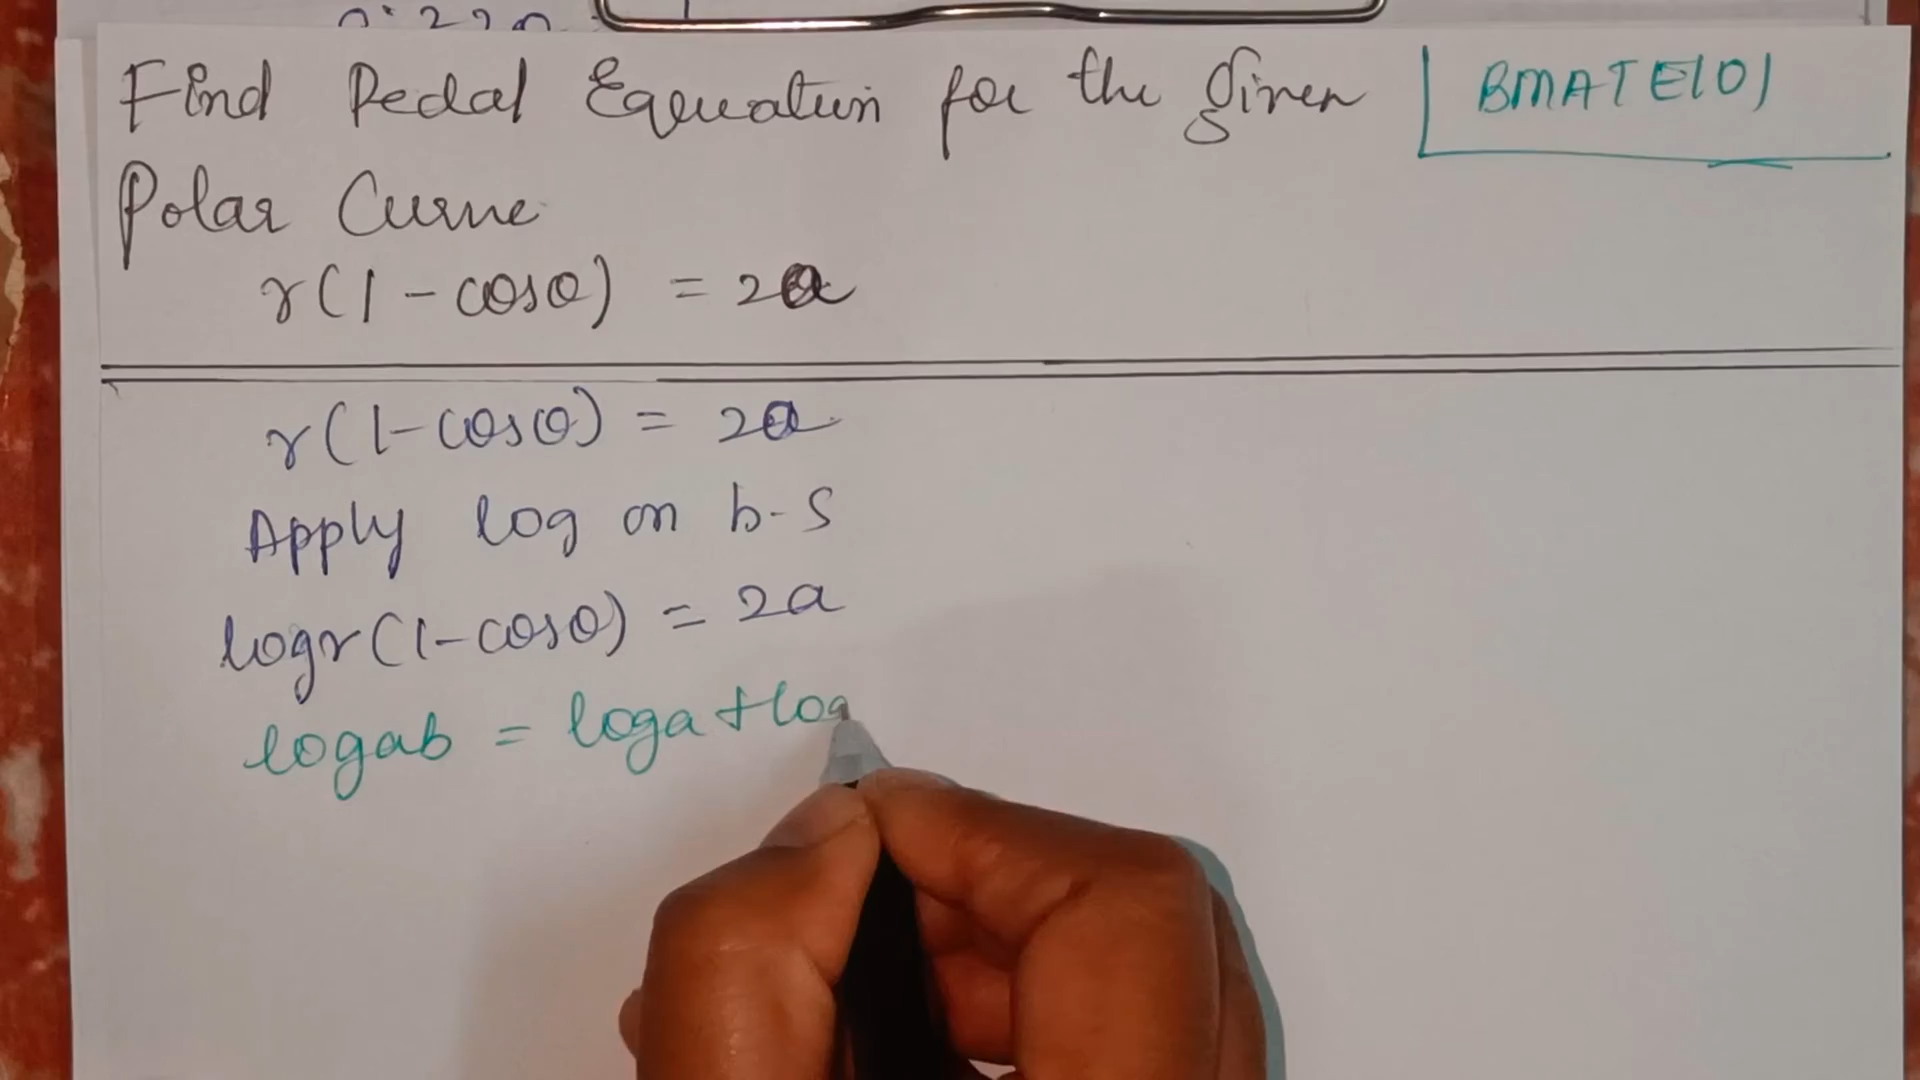 Find Pedal Equation for the given
BMATE101
Polar Curve
r(1-cosθ) = 2a
r(1-cosθ) = 2a
Apply log on b-s
logr(1-cosθ) = 2a
logab = loga+log